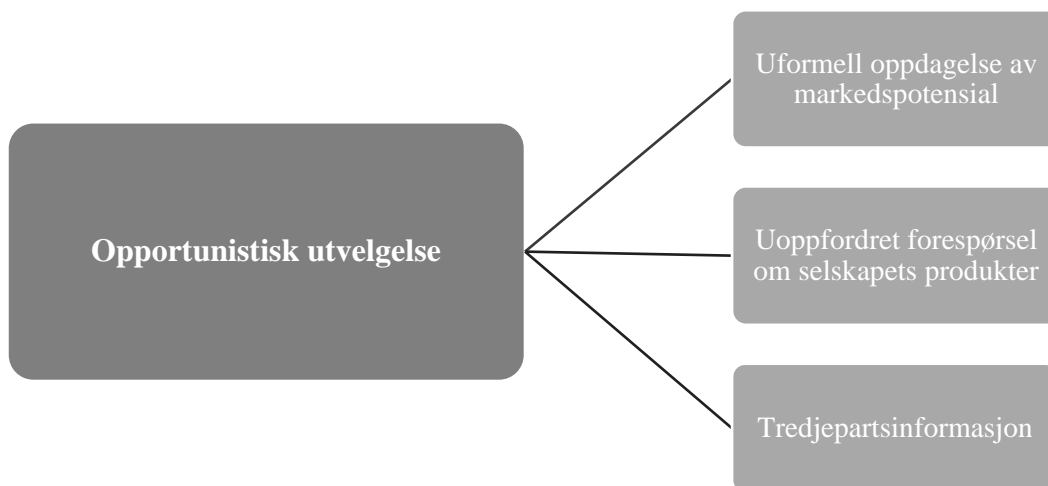 Uformell oppdagelse av
markedspotensial
Opportunistisk utvelgelse
Uoppfordret forespørsel
om selskapets produkter
Tredjepartsinformasjon